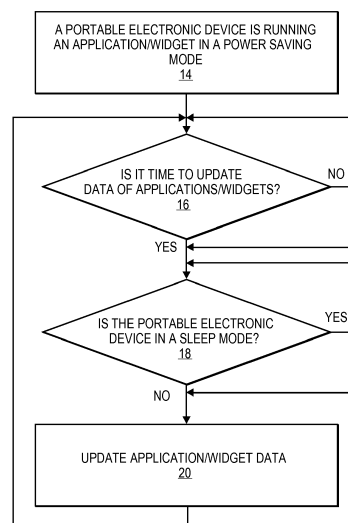 A PORTABLE ELECTRONIC DEVICE IS RUNNING
AN APPLICATION/WIDGET IN A POWER SAVING
MODE
14
IS IT TIME TO UPDATE
DATA OF APPLICATIONS/WIDGETS?
16
NO
YES
IS THE PORTABLE ELECTRONIC
DEVICE IN A SLEEP MODE?
18
YES
NO
UPDATE APPLICATION/WIDGET DATA
20